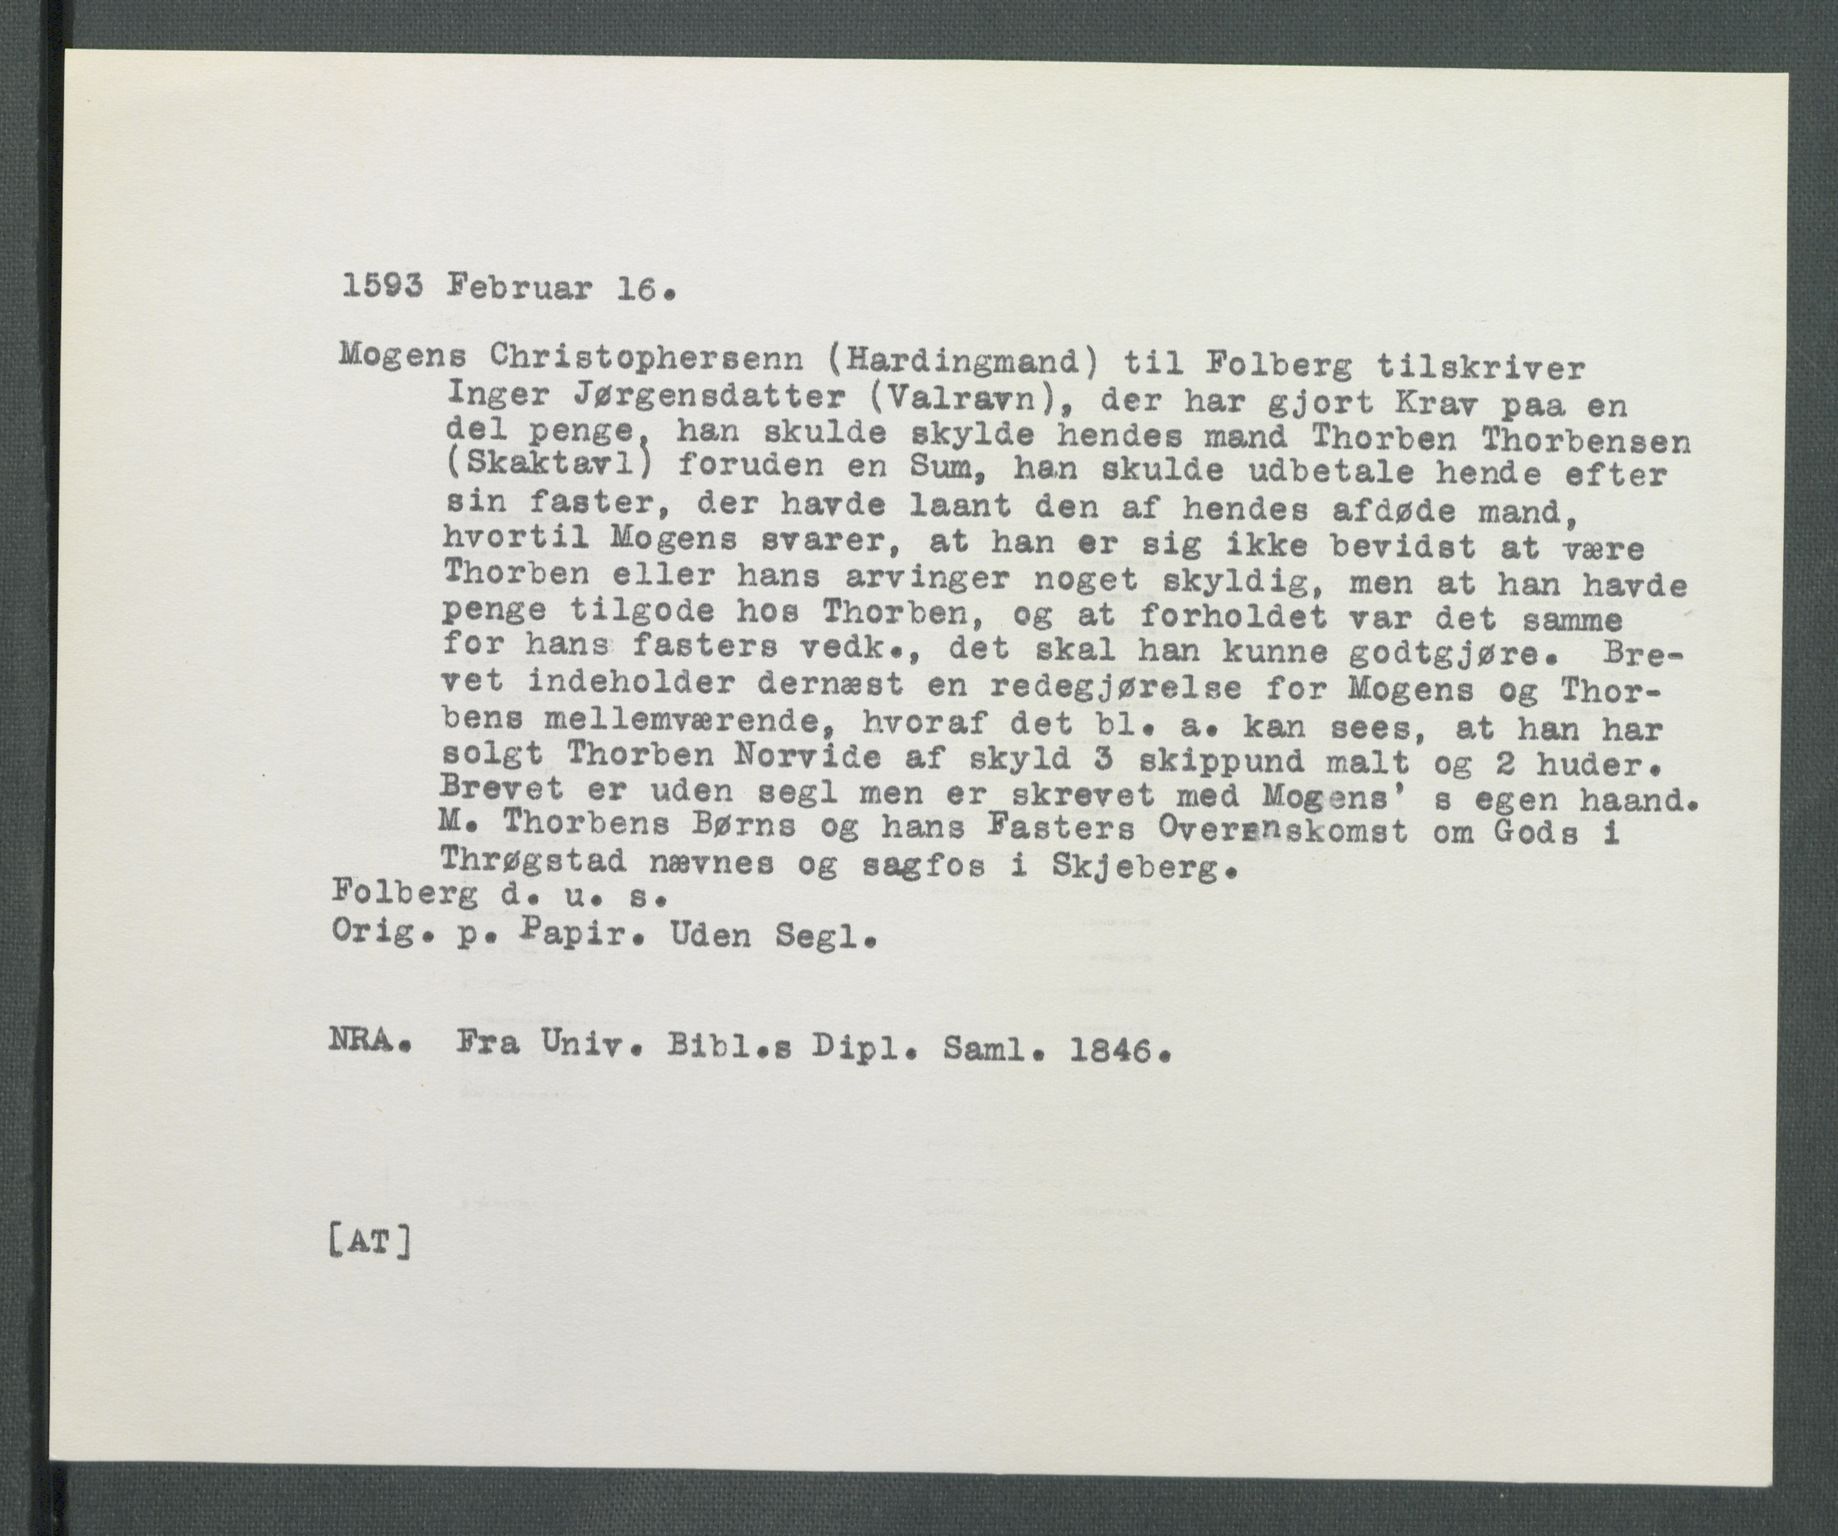 1593 Februar 16.
Mogens Christophersenn (Hardingmand) til Folberg tilskriver
Inger Jørgensdatter (Valravn), der har gjort Krav paa en
del penge, han skulde skylde hendes mand Thorben Thorbensen
(Skaktavl) foruden en Sum, han skulde udbetale hende efter
sin faster, der havde laant den af hendes afdøde mand,
hvortil Mogens svarer, at han er sig ikke bevidst at være
Thorben eller hans arvinger noget skyldig, men at han havde
penge tilgode hos Thorben, og at forholdet var det samme
for hans fasters vedk., det skal han kunne godtgjøre. Bre-
vet indeholder dernæst en redegjørelse for Mogens og Thor-
bens mellemværende, hvoraf det bl. a. kan sees, at han har
solgt Thorben Norvide af skyld 3 skippund malt og 2 huder.
Brevet er uden segl men er skrevet med Mogens' s egen haand.
M. Thorbens Børns og hans Fasters Overenskomst om Gods i
Thrøgstad nævnes og sagfos i Skjeberg.
Folberg d. u. s.
Orig. p. Papir. Uden Segl.
NRA. Fra Univ. Bibl.s Dipl. Saml. 1846.
[AT]